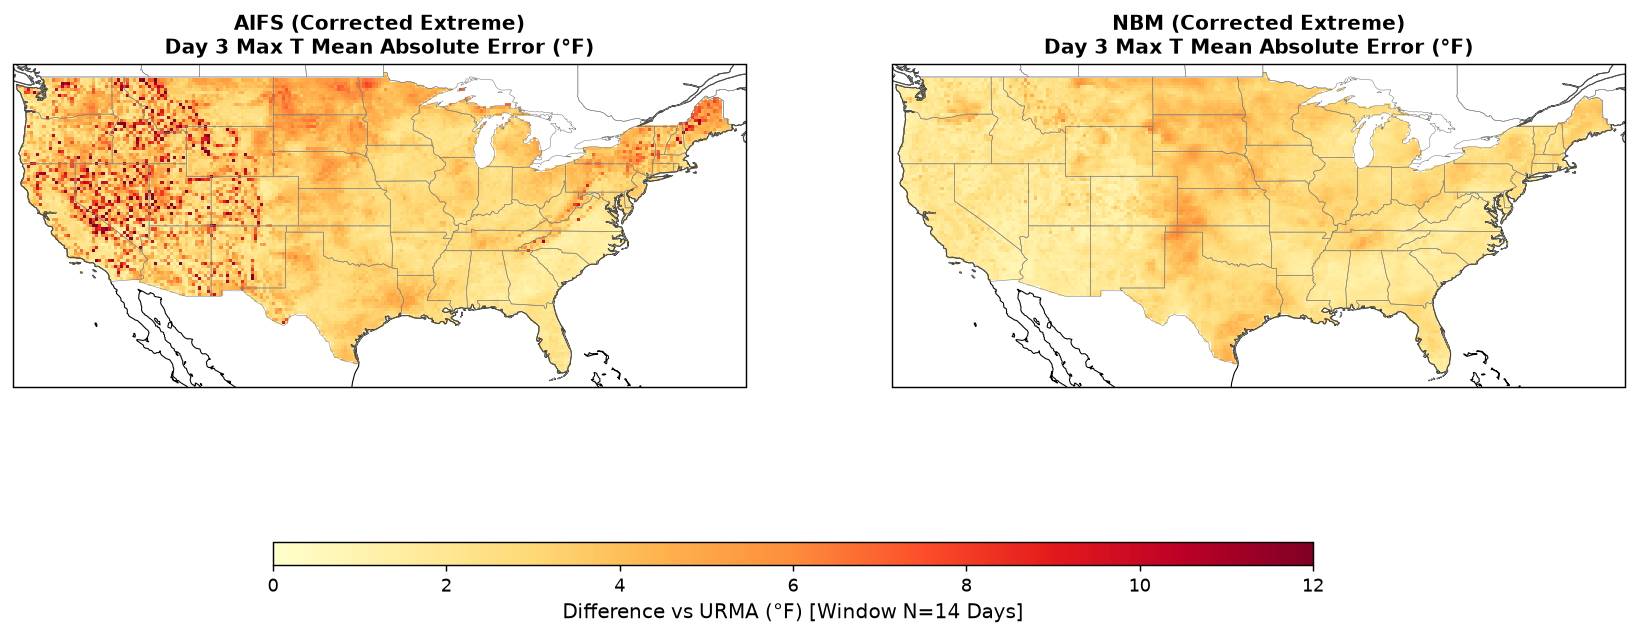 AIFS (Corrected Extreme)
Day 3 Max T Mean Absolute Error (°F)
NBM (Corrected Extreme)
Day 3 Max T Mean Absolute Error (°F)
0 2 4 6 8 10 12
Difference vs URMA (°F) [Window N=14 Days]